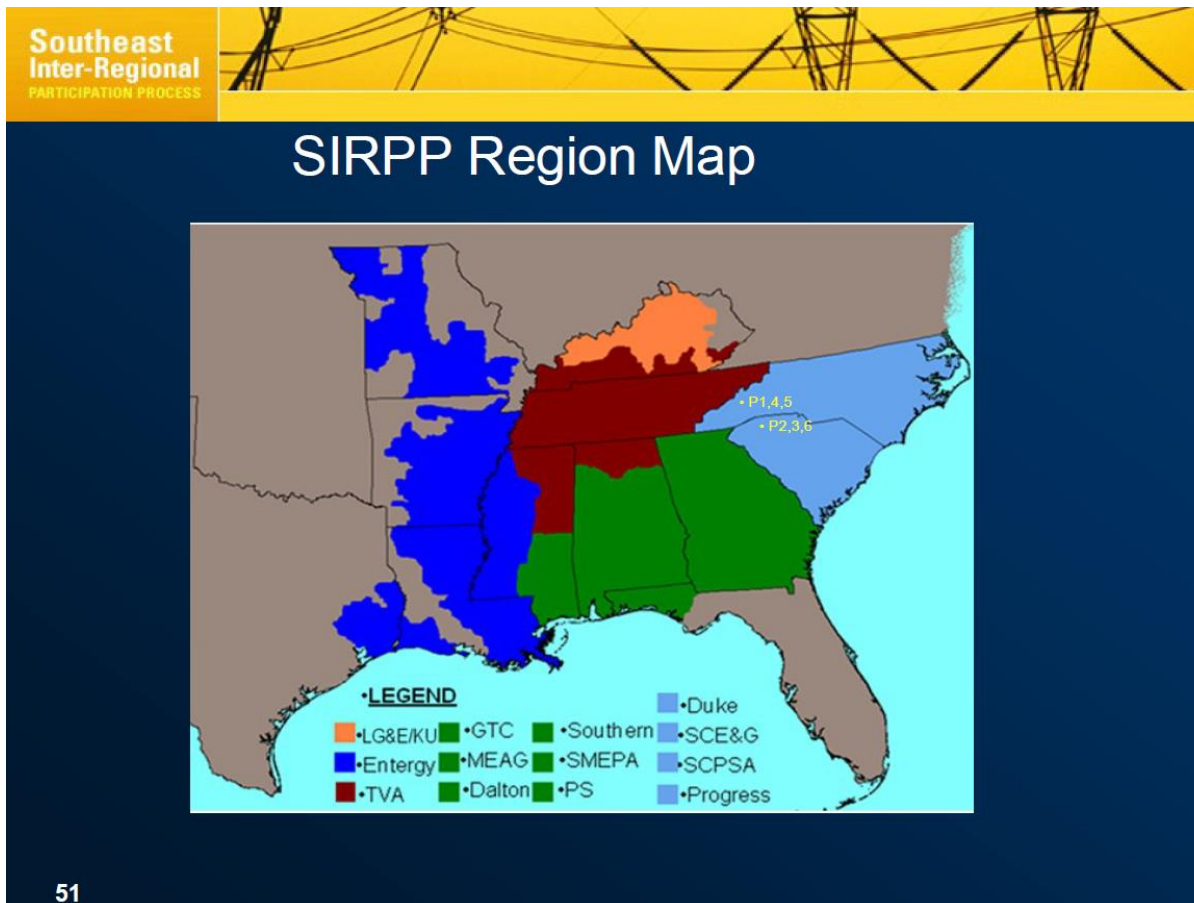 Southeast
Inter-Regional
PARTICIPATION PROCESS
SIRPP Region Map
• P1,4,5
• P2,3,6
•LEGEND
•LG&E/KU
•Entergy
•TVA
•GTC
•MEAG
•Dalton
•Southern
•SMEPA
•PS
•Duke
•SCE&G
•SCPSA
•Progress
51